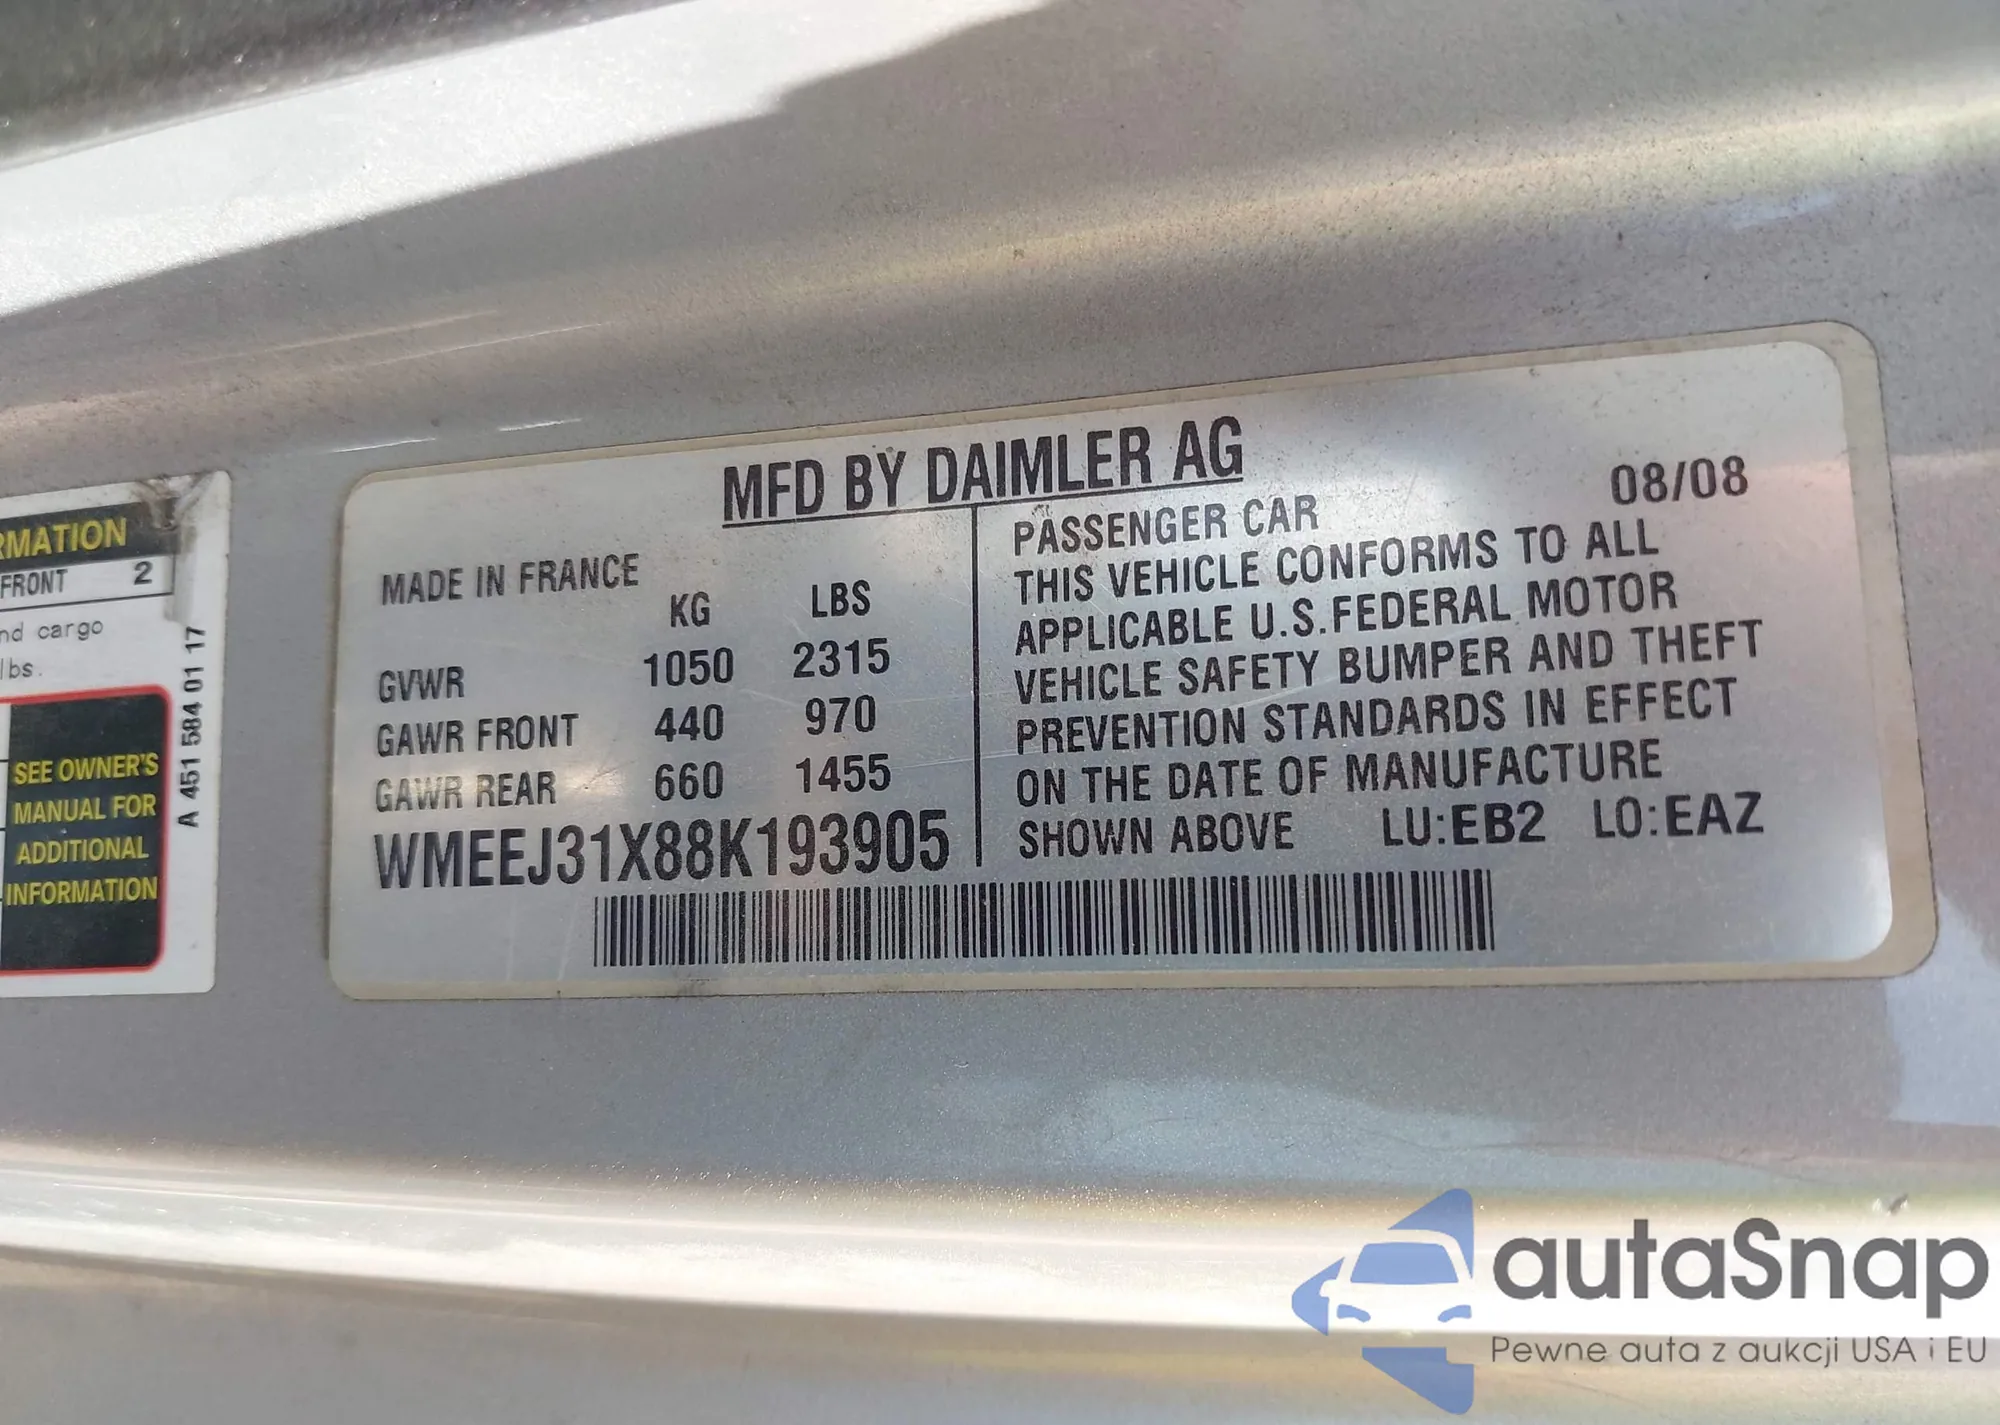 RMATION
FRONT 2
nd cargo
lbs.
SEE OWNER'S
MANUAL FOR
ADDITIONAL
INFORMATION
A 451 584 01 17
MFD BY DAIMLER AG
08/08
MADE IN FRANCE
KG LBS
GVWR 1050 2315
GAWR FRONT 440 970
GAWR REAR 660 1455
WMEEJ31X88K193905
PASSENGER CAR
THIS VEHICLE CONFORMS TO ALL
APPLICABLE U.S.FEDERAL MOTOR
VEHICLE SAFETY BUMPER AND THEFT
PREVENTION STANDARDS IN EFFECT
ON THE DATE OF MANUFACTURE
SHOWN ABOVE LU:EB2 LO:EAZ
autaSnap
Pewne auta z aukcji USA i EU